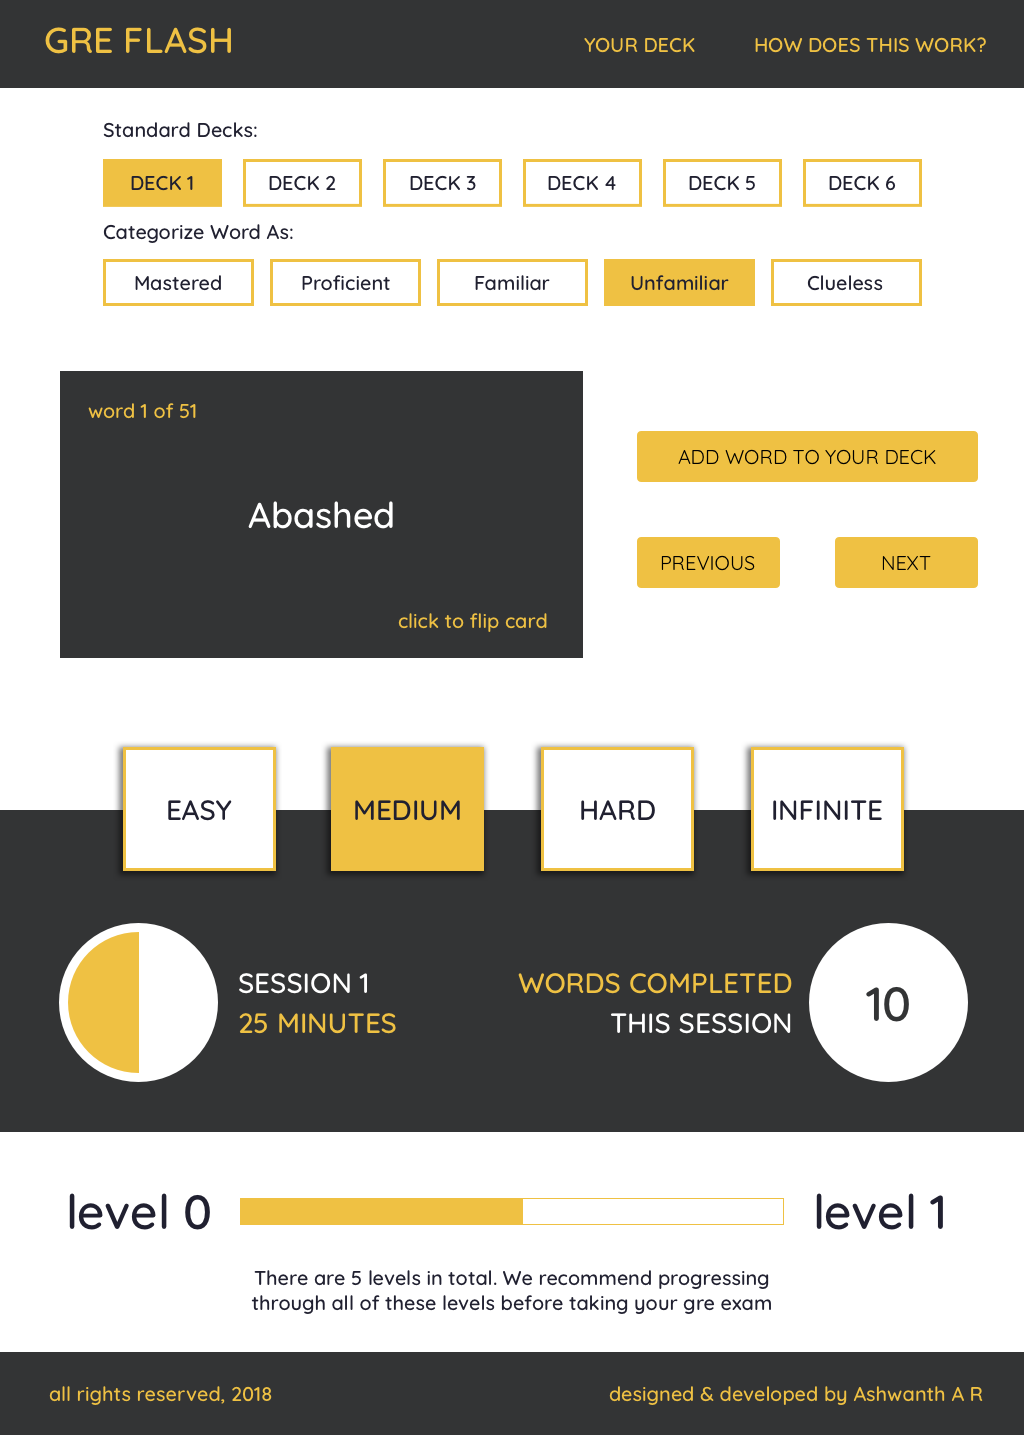 GRE FLASH
YOUR DECK
HOW DOES THIS WORK?
Standard Decks:
DECK 1
DECK 2
DECK 3
DECK 4
DECK 5
DECK 6
Categorize Word As:
Mastered
Proficient
Familiar
Unfamiliar
Clueless
word 1 of 51
Abashed
click to flip card
ADD WORD TO YOUR DECK
PREVIOUS
NEXT
EASY
MEDIUM
HARD
INFINITE
SESSION 1
25 MINUTES
WORDS COMPLETED
THIS SESSION
10
level 0
level 1
There are 5 levels in total. We recommend progressing
through all of these levels before taking your gre exam
all rights reserved, 2018
designed & developed by Ashwanth A R